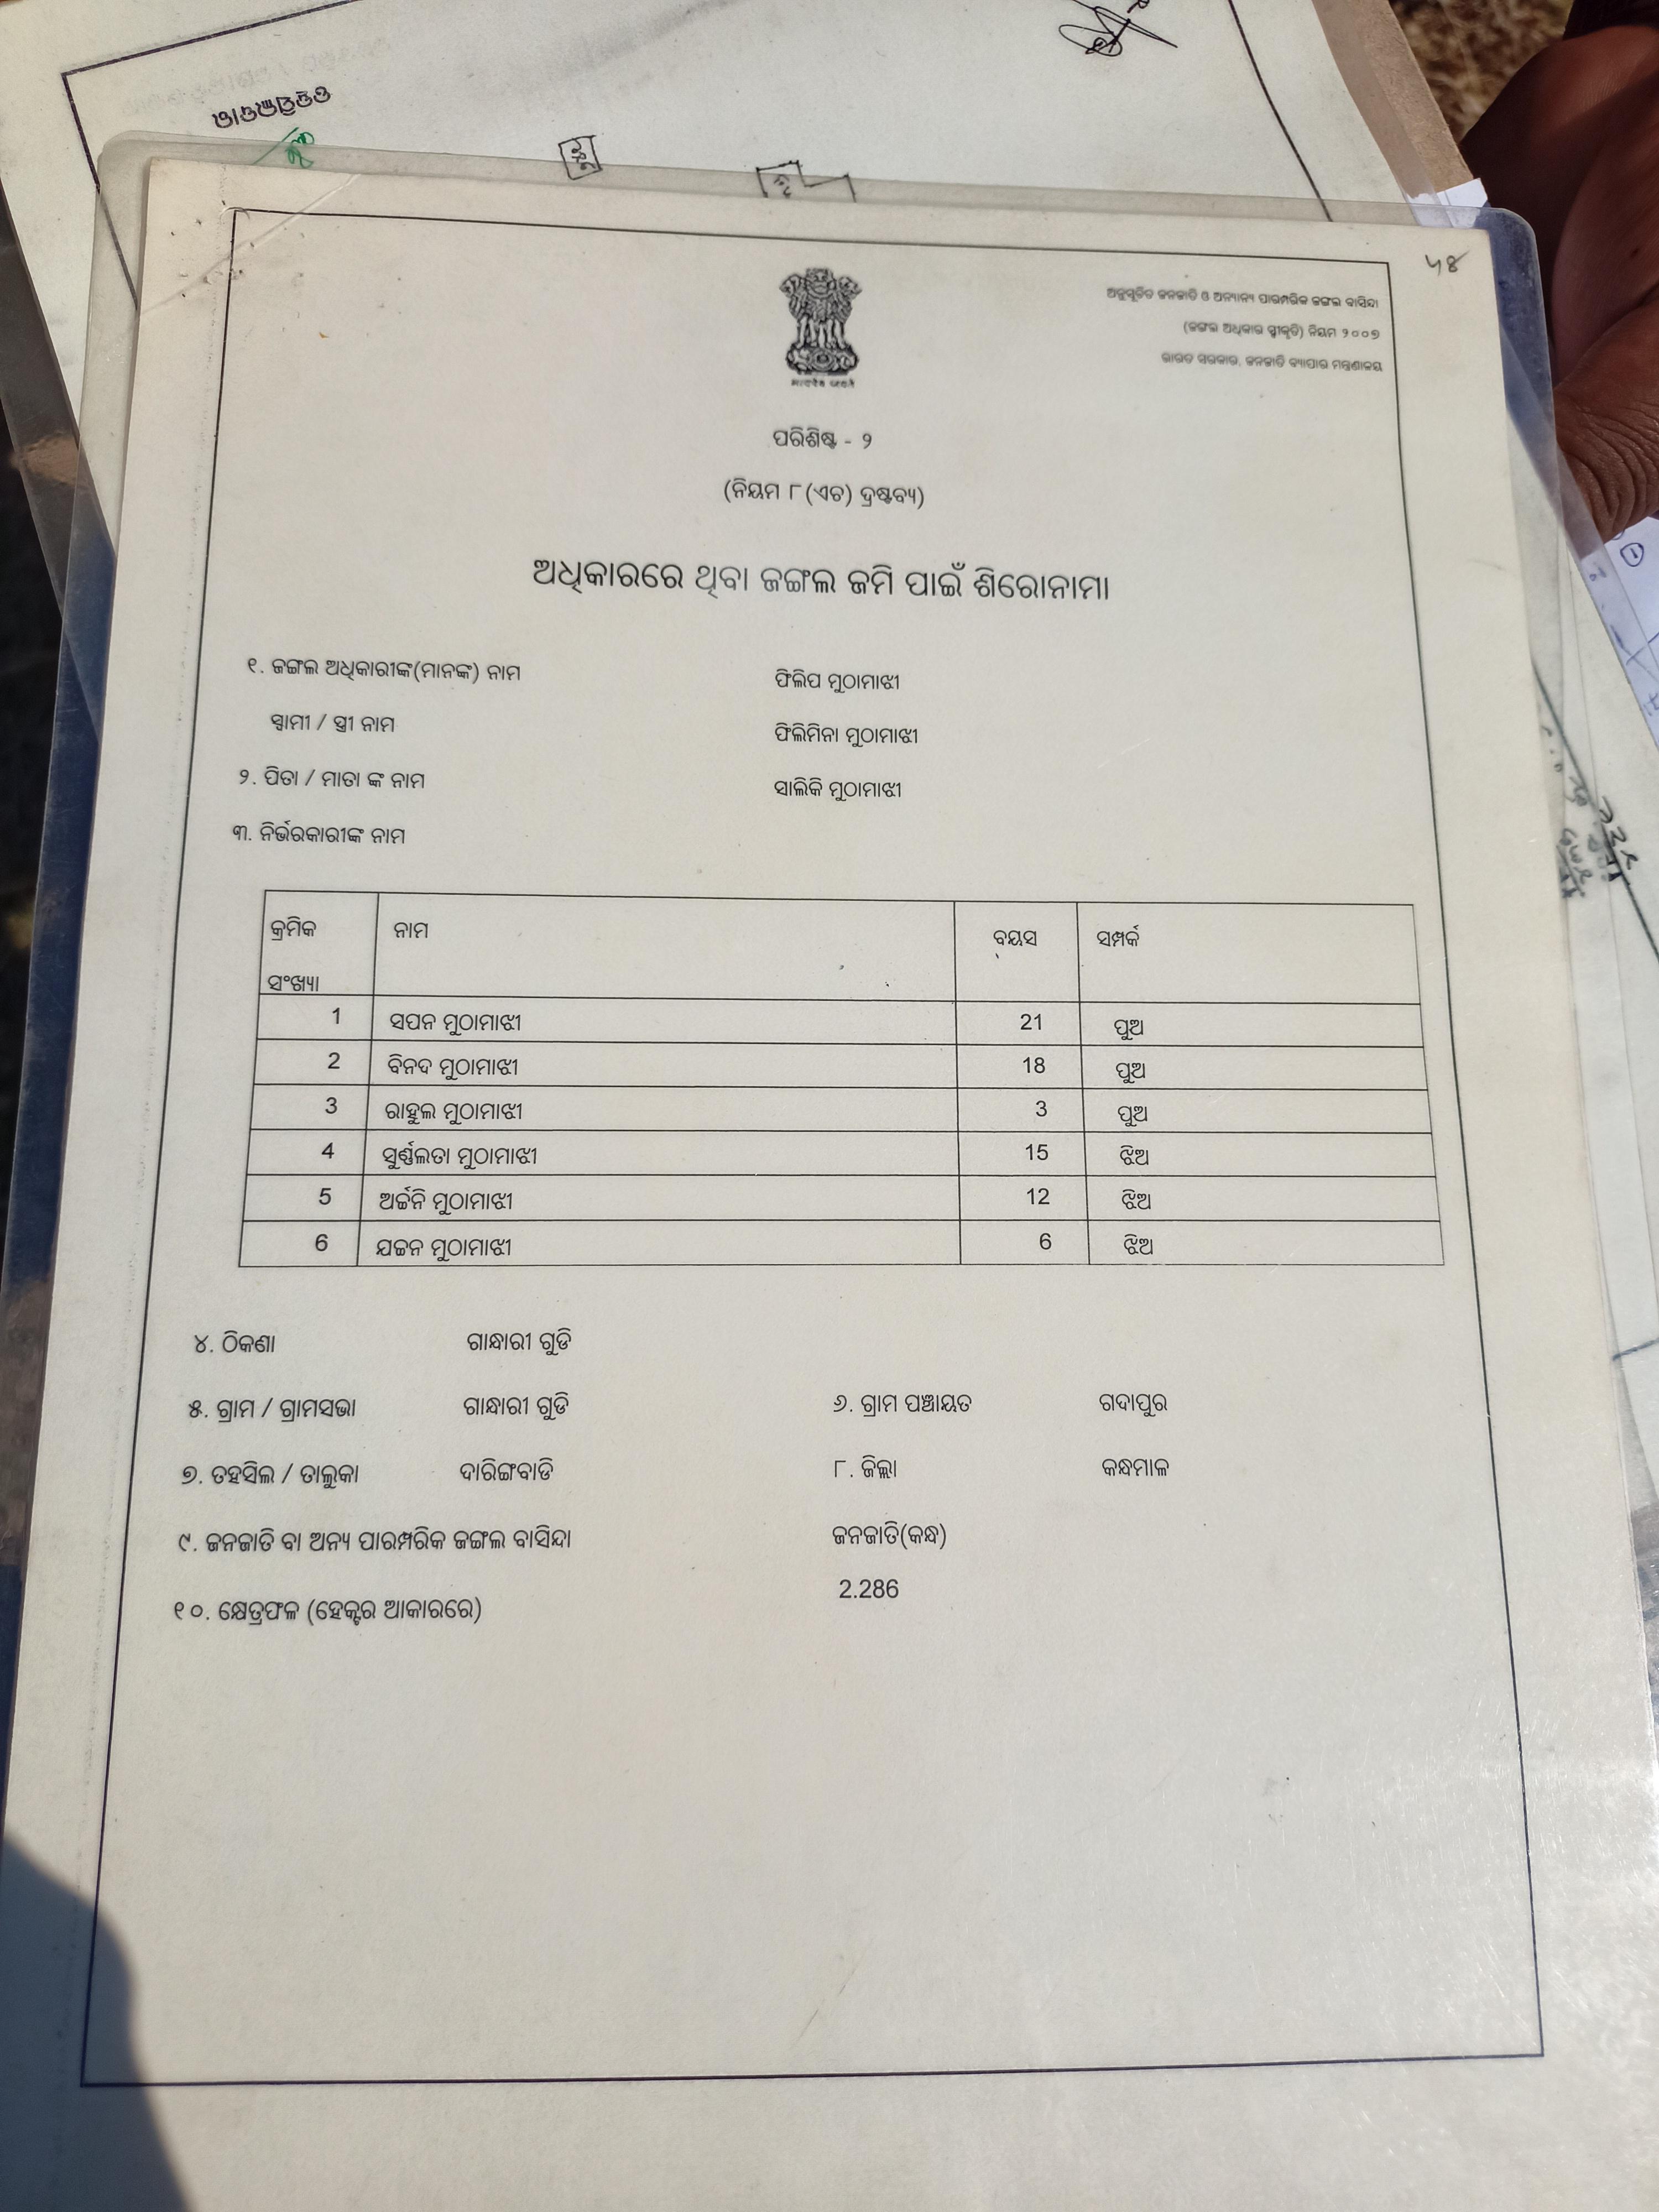 ୪୫
ଅନୁସୂଚିତ ଜନଜାତି ଓ ଅନ୍ୟାନ୍ୟ ପାରମ୍ପରିକ ଜଙ୍ଗଲ ବାସିନ୍ଦା
(ଜଙ୍ଗଲ ଅଧିକାର ସ୍ୱୀକୃତି) ନିୟମ ୨୦୦୭
ଭାରତ ସରକାର, ଜନଜାତି ବ୍ୟାପାର ମନ୍ତ୍ରଣାଳୟ
ପରିଶିଷ୍ଟ - ୨
(ନିୟମ ୮(ଏଚ) ଦ୍ରଷ୍ଟବ୍ୟ)
ଅଧିକାରରେ ଥିବା ଜଙ୍ଗଲ ଜମି ପାଇଁ ଶିରୋନାମା
୧. ଜଙ୍ଗଲ ଅଧିକାରୀଙ୍କ(ମାନଙ୍କ) ନାମ ଫିଲିପ ମୁଠାମାଝୀ
ସ୍ୱାମୀ / ସ୍ତ୍ରୀ ନାମ ଫିଲିମିନା ମୁଠାମାଝୀ
୨. ପିତା / ମାତା ଙ୍କ ନାମ ସାଲିକି ମୁଠାମାଝୀ
୩. ନିର୍ଭରକାରୀଙ୍କ ନାମ
କ୍ରମିକ ସଂଖ୍ୟା ନାମ ବୟସ ସମ୍ପର୍କ
1 ସପନ ମୁଠାମାଝୀ 21 ପୁଅ
2 ବିନଦ ମୁଠାମାଝୀ 18 ପୁଅ
3 ରାହୁଲ ମୁଠାମାଝୀ 3 ପୁଅ
4 ସୁର୍ଣ୍ଣଲତା ମୁଠାମାଝୀ 15 ଝିଅ
5 ଅର୍ଚ୍ଚନି ମୁଠାମାଝୀ 12 ଝିଅ
6 ଯଚ୍ଚନ ମୁଠାମାଝୀ 6 ଝିଅ
୪. ଠିକଣା ଗାନ୍ଧାରୀ ଗୁଡି
୫. ଗ୍ରାମ / ଗ୍ରାମସଭା ଗାନ୍ଧାରୀ ଗୁଡି ୬. ଗ୍ରାମ ପଞ୍ଚାୟତ ଗଦାପୁର
୭. ତହସିଲ / ତାଲୁକା ଦାରିଙ୍ଗବାଡି ୮. ଜିଲ୍ଲା କନ୍ଧମାଳ
୯. ଜନଜାତି ବା ଅନ୍ୟ ପାରମ୍ପରିକ ଜଙ୍ଗଲ ବାସିନ୍ଦା ଜନଜାତି(କନ୍ଧ)
୧୦. କ୍ଷେତ୍ରଫଳ (ହେକ୍ଟର ଆକାରରେ) 2.286